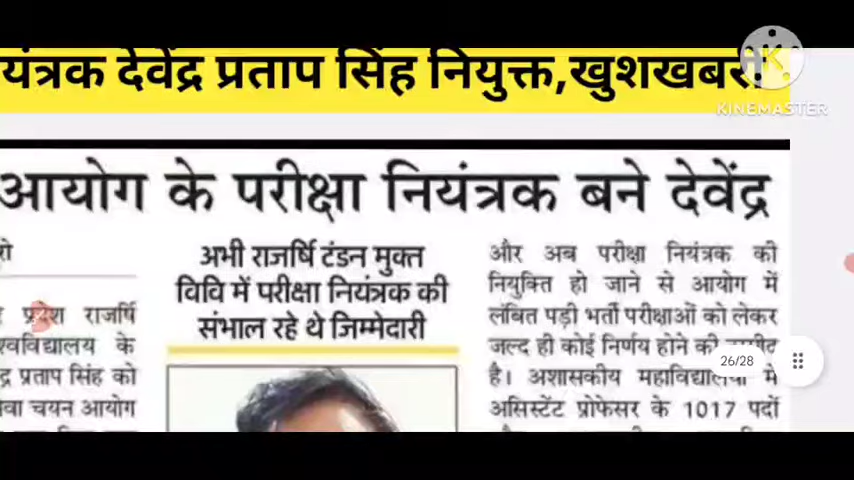 यंत्रक देवेंद्र प्रताप सिंह नियुक्त,खुशखबरी
KINEMASTER
आयोग के परीक्षा नियंत्रक बने देवेंद्र
राजर्षि
श्वविद्यालय के
द्र प्रताप सिंह को
वा चयन आयोग
अभी राजर्षि टंडन मुक्त
विवि में परीक्षा नियंत्रक की
संभाल रहे थे जिम्मेदारी
और अब परीक्षा नियंत्रक की
नियुक्ति हो जाने से आयोग में
लंबित पड़ी भर्ती परीक्षाओं को लेकर
जल्द ही कोई निर्णय होने की
है। अशासकीय महाविद्यालयों में
असिस्टेंट प्रोफेसर के 1017 पदों
26/28